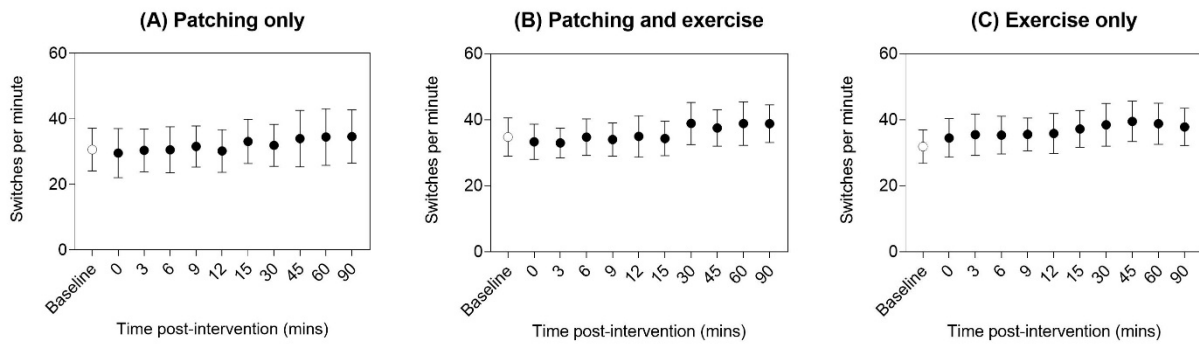 (A) Patching only
Switches per minute
60
40
20
0
Baseline 0 3 6 9 12 15 30 45 60 90
Time post-intervention (mins)
(B) Patching and exercise
Switches per minute
60
40
20
0
Baseline 0 3 6 9 12 15 30 45 60 90
Time post-intervention (mins)
(C) Exercise only
Switches per minute
60
40
20
0
Baseline 0 3 6 9 12 15 30 45 60 90
Time post-intervention (mins)